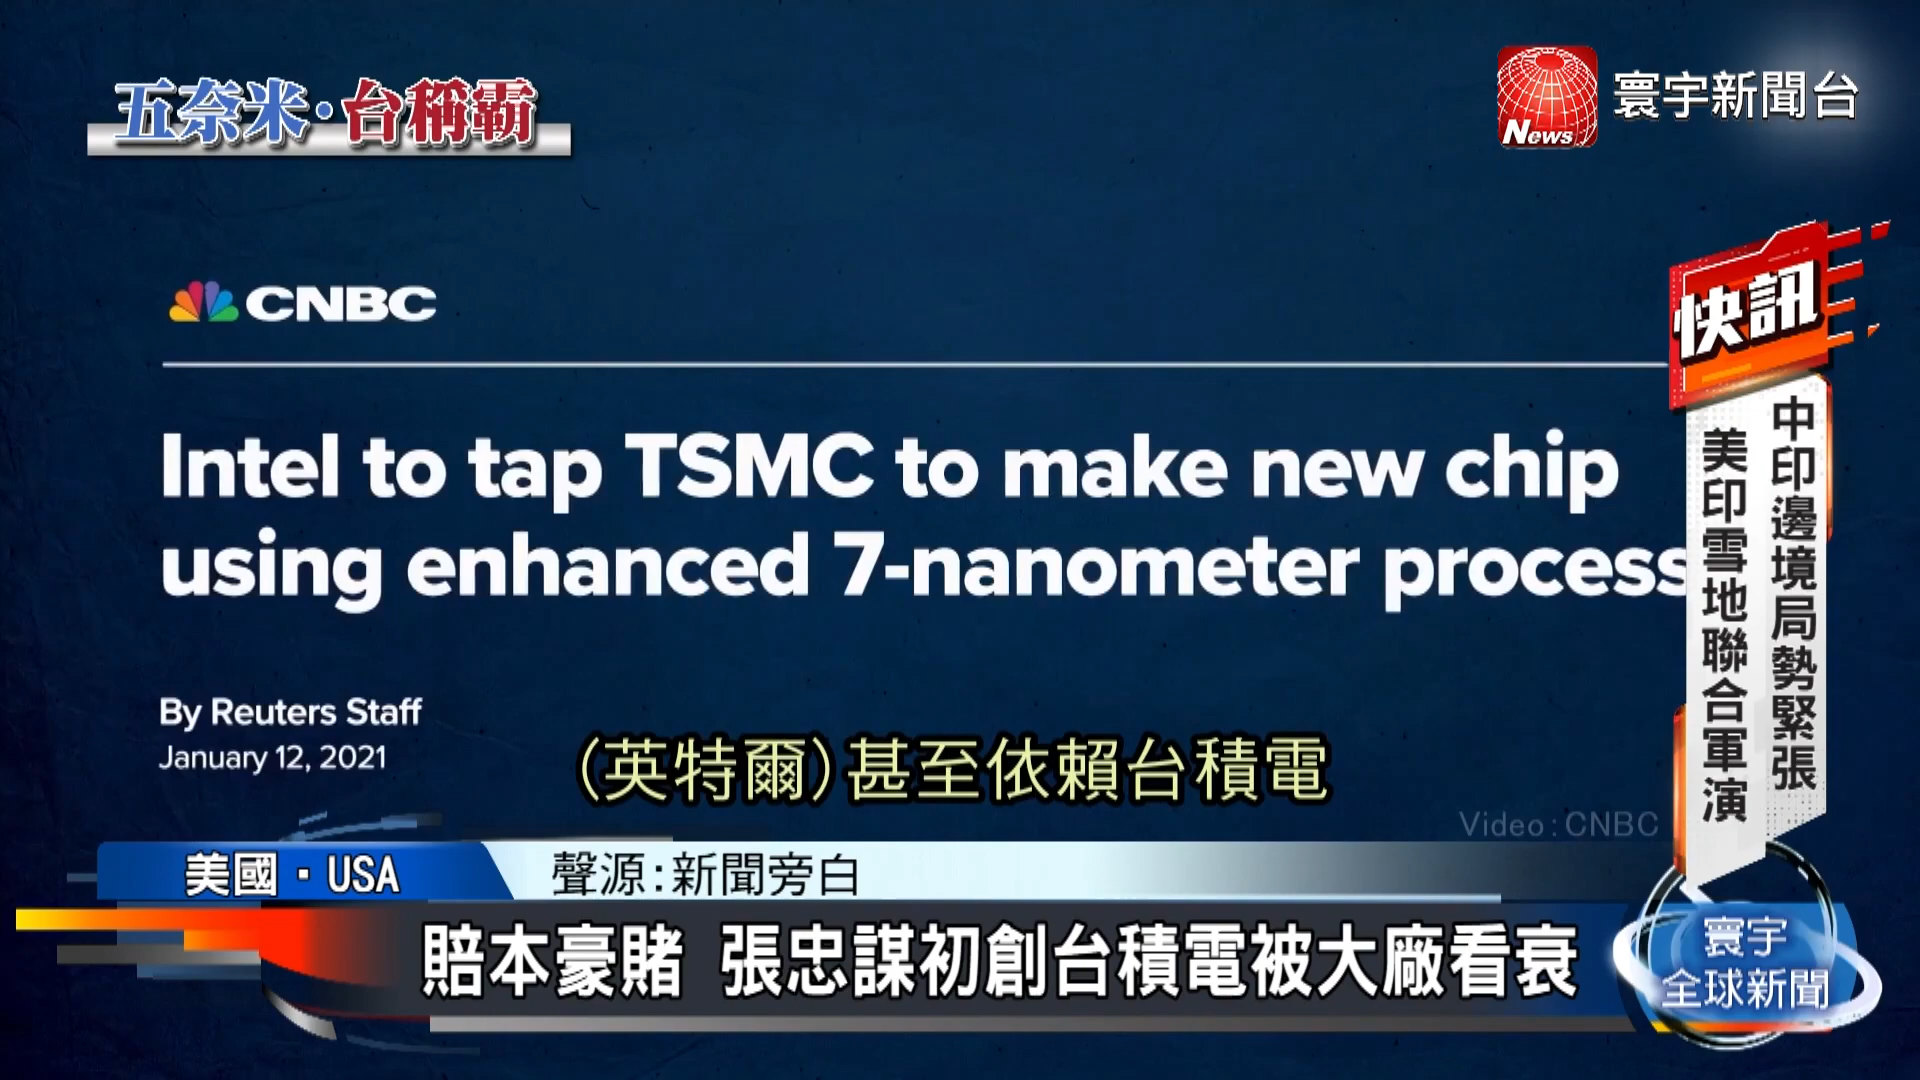 五奈米·台稱霸
News 寰宇新聞台
CNBC
快訊
中印邊境局勢緊張
美印雪地聯合軍演
Intel to tap TSMC to make new chip
using enhanced 7-nanometer process
By Reuters Staff
January 12, 2021
(英特爾)甚至依賴台積電
Video:CNBC
美國·USA
聲源:新聞旁白
賠本豪賭 張忠謀初創台積電被大廠看衰
寰宇
全球新聞